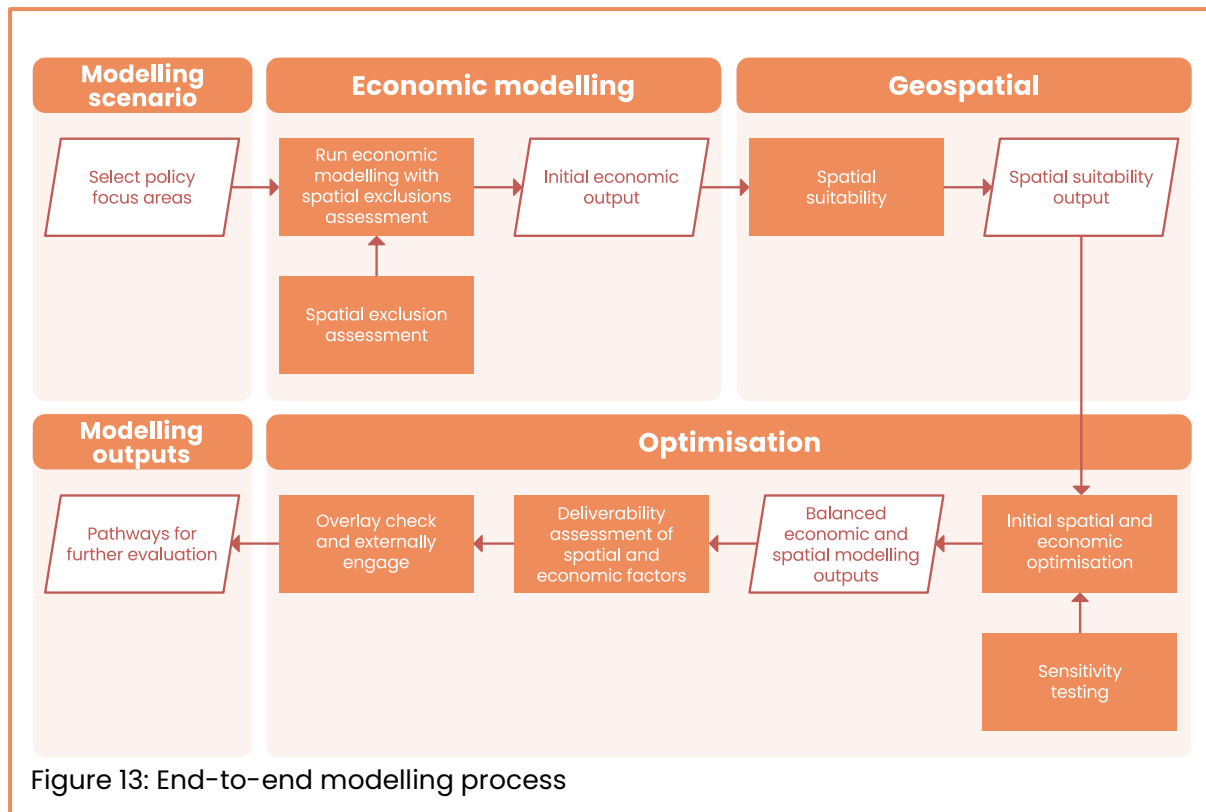 Modelling
scenario
Economic modelling
Geospatial
Select policy
focus areas
Run economic
modelling with
spatial exclusions
assessment
Initial economic
output
Spatial
suitability
Spatial suitability
output
Spatial exclusion
assessment
Modelling
outputs
Optimisation
Pathways for
further evaluation
Overlay check
and externally
engage
Deliverability
assessment of
spatial and
economic factors
Balanced
economic and
spatial modelling
outputs
Initial spatial and
economic
optimisation
Sensitivity
testing
Figure 13: End-to-end modelling process